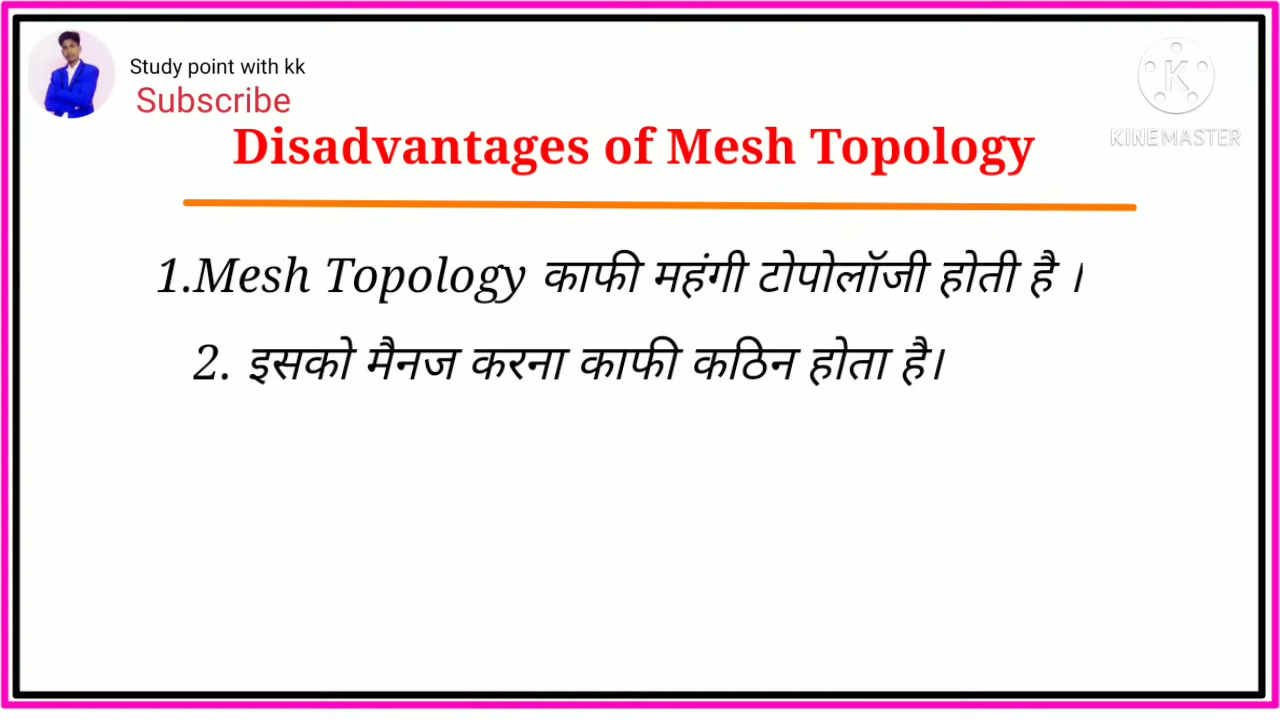 Study point with kk
Subscribe
K
KINEMASTER
Disadvantages of Mesh Topology
1.Mesh Topology काफी महंगी टोपोलॉजी होती है ।
2. इसको मैनज करना काफी कठिन होता है।